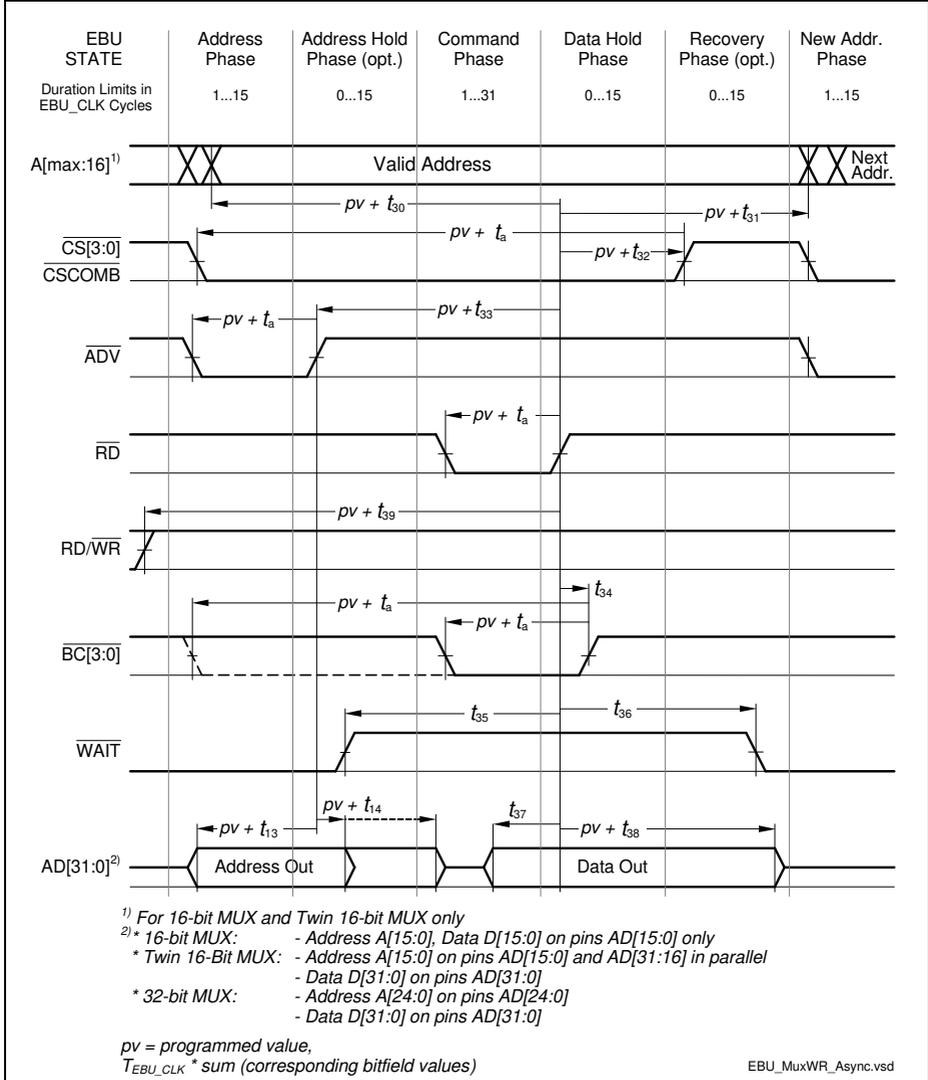 EBU STATE
Address Phase
Address Hold Phase (opt.)
Command Phase
Data Hold Phase
Recovery Phase (opt.)
New Addr. Phase
Duration Limits in EBU_CLK Cycles
1...15
0...15
1...31
0...15
0...15
1...15
A[max:16]1)
Valid Address
Next Addr.
pv + t30
pv +t31
pv + ta
CS[3:0]
CSCOMB
pv +t32
pv +t33
pv + ta
ADV
pv + ta
RD
pv + t39
RD/WR
t34
pv + ta
pv + ta
BC[3:0]
t35
t36
WAIT
pv + t14
t37
pv + t13
pv + t38
AD[31:0]2)
Address Out
Data Out
1) For 16-bit MUX and Twin 16-bit MUX only
2)* 16-bit MUX: - Address A[15:0], Data D[15:0] on pins AD[15:0] only
* Twin 16-Bit MUX: - Address A[15:0] on pins AD[15:0] and AD[31:16] in parallel
- Data D[31:0] on pins AD[31:0]
* 32-bit MUX: - Address A[24:0] on pins AD[24:0]
- Data D[31:0] on pins AD[31:0]
pv = programmed value,
TEBU_CLK * sum (corresponding bitfield values)
EBU_MuxWR_Async.vsd